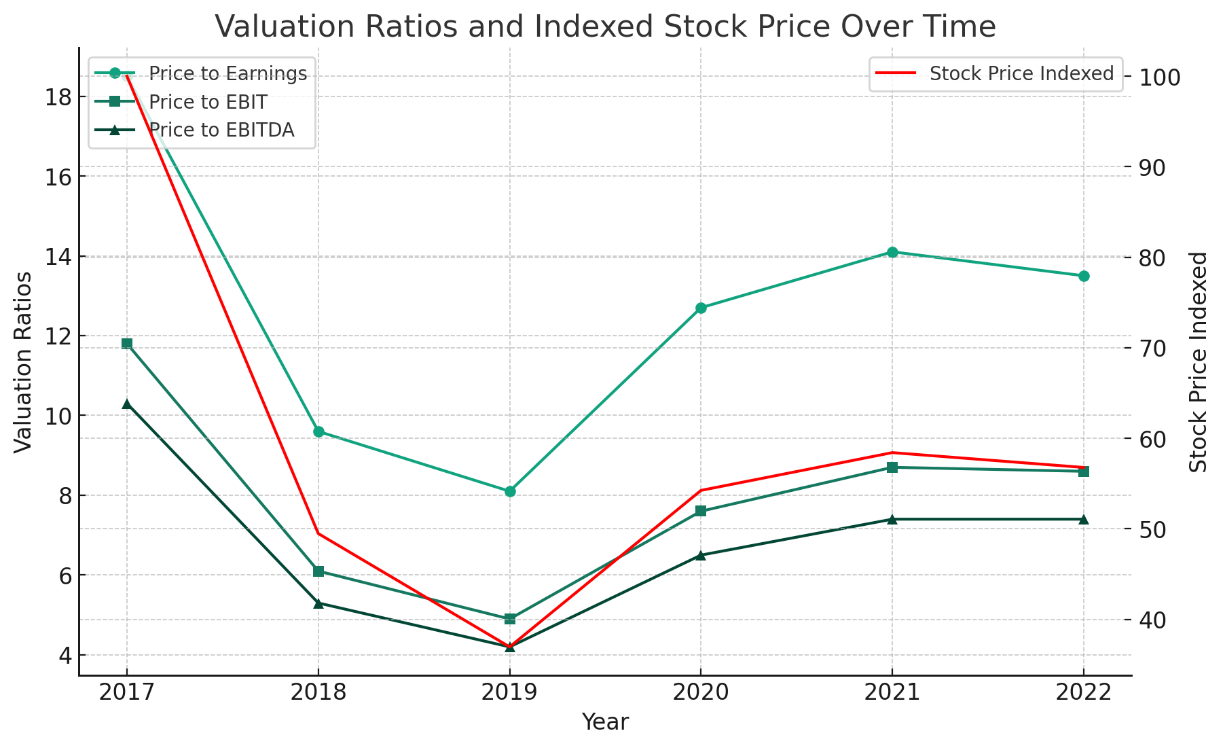 Valuation Ratios and Indexed Stock Price Over Time
Price to Earnings
Price to EBIT
Price to EBITDA
Stock Price Indexed
18
16
14
12
10
8
6
4
Valuation Ratios
100
90
80
70
60
50
40
Stock Price Indexed
2017 2018 2019 2020 2021 2022
Year